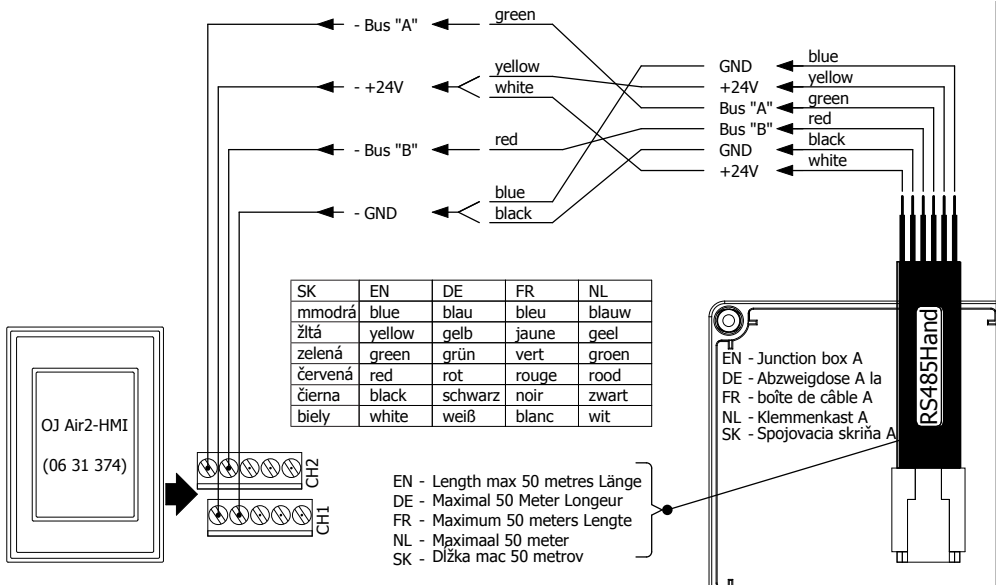 - Bus "A"
green
- +24V
yellow
white
- Bus "B"
red
- GND
blue
black
GND
blue
+24V
yellow
Bus "A"
green
Bus "B"
red
GND
black
+24V
white
SK EN DE FR NL
mmodrá blue blau bleu blauw
žltá yellow gelb jaune geel
zelená green grün vert groen
červená red rot rouge rood
čierna black schwarz noir zwart
biely white weiß blanc wit
OJ Air2-HMI
(06 31 374)
CH2
CH1
EN - Junction box A
DE - Abzweigdose A la
FR - boîte de câble A
NL - Klemmenkast A
SK - Spojovacia skriňa A
RS485Hand
EN - Length max 50 metres Länge
DE - Maximal 50 Meter Longeur
FR - Maximum 50 meters Lengte
NL - Maximaal 50 meter
SK - Dĺžka mac 50 metrov